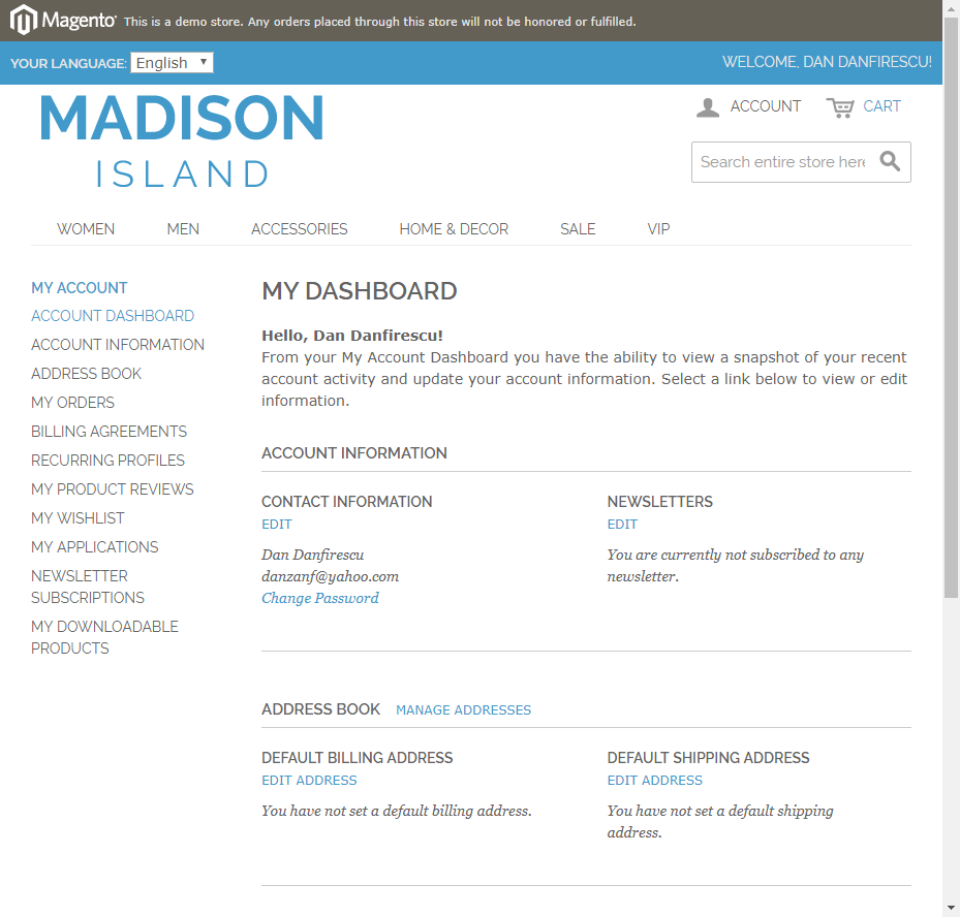 Magento This is a demo store. Any orders placed through this store will not be honored or fulfilled.
YOUR LANGUAGE: English WELCOME, DAN DANFIRESCU!
MADISON
ISLAND
ACCOUNT CART
Search entire store here
WOMEN MEN ACCESSORIES HOME & DECOR SALE VIP
MY ACCOUNT
ACCOUNT DASHBOARD
ACCOUNT INFORMATION
ADDRESS BOOK
MY ORDERS
BILLING AGREEMENTS
RECURRING PROFILES
MY PRODUCT REVIEWS
MY WISHLIST
MY APPLICATIONS
NEWSLETTER
SUBSCRIPTIONS
MY DOWNLOADABLE
PRODUCTS
MY DASHBOARD
Hello, Dan Danfirescu!
From your My Account Dashboard you have the ability to view a snapshot of your recent
account activity and update your account information. Select a link below to view or edit
information.
ACCOUNT INFORMATION
CONTACT INFORMATION
EDIT
Dan Danfirescu
danzanf@yahoo.com
Change Password
NEWSLETTERS
EDIT
You are currently not subscribed to any
newsletter.
ADDRESS BOOK MANAGE ADDRESSES
DEFAULT BILLING ADDRESS
EDIT ADDRESS
You have not set a default billing address.
DEFAULT SHIPPING ADDRESS
EDIT ADDRESS
You have not set a default shipping
address.